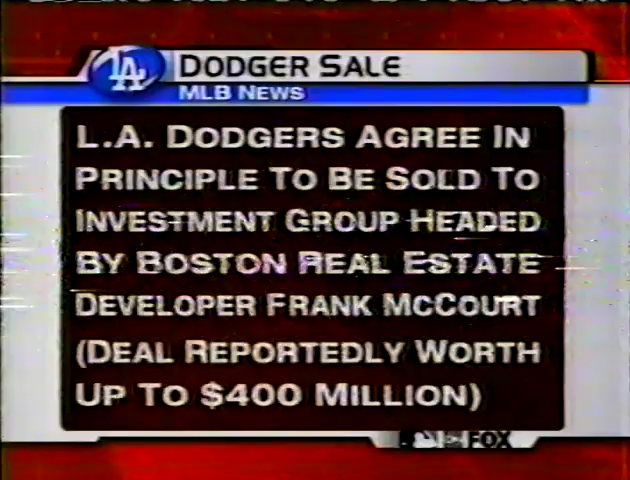 LA DODGER SALE
MLB NEWS
L.A. DODGERS AGREE IN
PRINCIPLE TO BE SOLD TO
INVESTMENT GROUP HEADED
BY BOSTON REAL ESTATE
DEVELOPER FRANK MCCOURT
(DEAL REPORTEDLY WORTH
UP TO $400 MILLION)
FOX